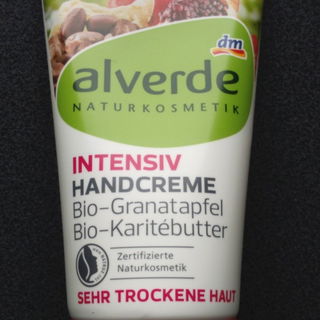 dm
alverde
NATURKOSMETIK
INTENSIV
HANDCREME
Bio-Granatapfel
Bio-Karitébutter
Zertifizierte
Naturkosmetik
SEHR TROCKENE HAUT